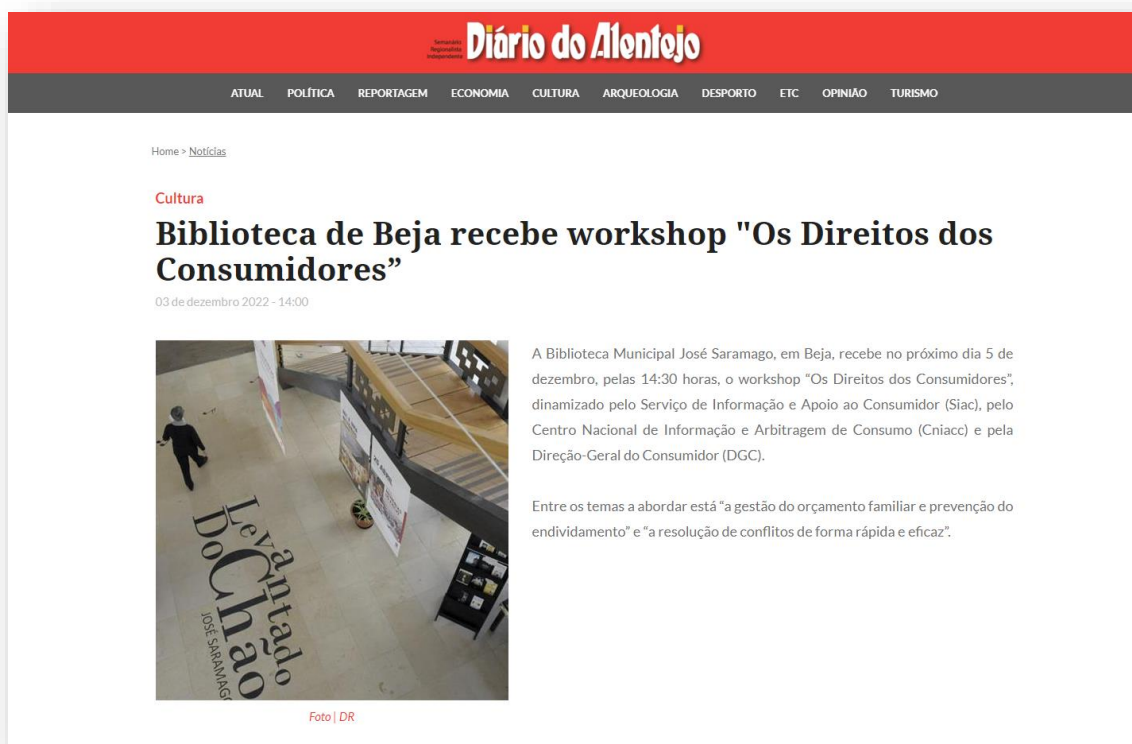 Semanário
Regionalista
Independente
Diário do Alentejo
ATUAL POLÍTICA REPORTAGEM ECONOMIA CULTURA ARQUEOLOGIA DESPORTO ETC OPINIÃO TURISMO
Home > Notícias
Cultura
Biblioteca de Beja recebe workshop "Os Direitos dos
Consumidores”
03 de dezembro 2022 - 14:00
A Biblioteca Municipal José Saramago, em Beja, recebe no próximo dia 5 de
dezembro, pelas 14:30 horas, o workshop “Os Direitos dos Consumidores”,
dinamizado pelo Serviço de Informação e Apoio ao Consumidor (Siac), pelo
Centro Nacional de Informação e Arbitragem de Consumo (Cniacc) e pela
Direção-Geral do Consumidor (DGC).
Entre os temas a abordar está “a gestão do orçamento familiar e prevenção do
endividamento” e “a resolução de conflitos de forma rápida e eficaz”.
Levantado
Do Chão
JOSÉ SARAMAGO
Foto | DR